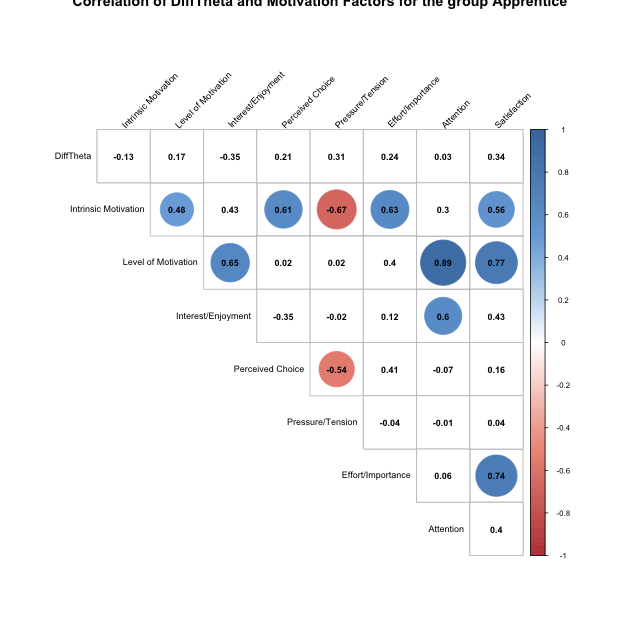 Correlation of DiffTheta and Motivation Factors for the group Apprentice
Intrinsic Motivation
Level of Motivation
Interest/Enjoyment
Perceived Choice
Pressure/Tension
Effort/Importance
Attention
Satisfaction
DiffTheta -0.13 0.17 -0.35 0.21 0.31 0.24 0.03 0.34
Intrinsic Motivation 0.48 0.43 0.61 -0.67 0.63 0.3 0.56
Level of Motivation 0.65 0.02 0.02 0.4 0.89 0.77
Interest/Enjoyment -0.35 -0.02 0.12 0.6 0.43
Perceived Choice -0.54 0.41 -0.07 0.16
Pressure/Tension -0.04 -0.01 0.04
Effort/Importance 0.06 0.74
Attention 0.4
1
0.8
0.6
0.4
0.2
0
-0.2
-0.4
-0.6
-0.8
-1